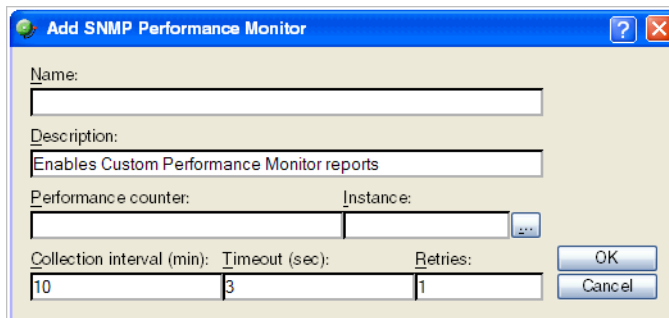 Add SNMP Performance Monitor
?
Name:
Description:
Enables Custom Performance Monitor reports
Performance counter: Instance:
...
Collection interval (min): Timeout (sec): Retries: OK
10 3 1 Cancel